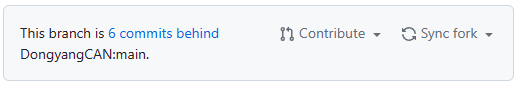 This branch is 6 commits behind Contribute Sync fork
DongyangCAN:main.